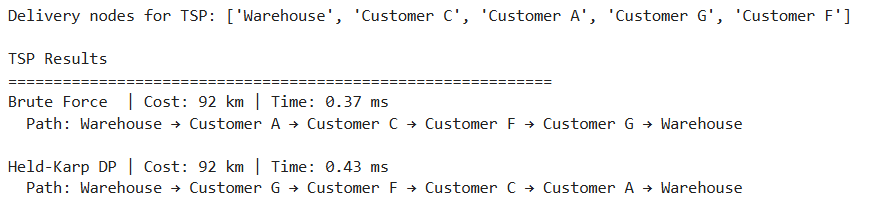 Delivery nodes for TSP: ['Warehouse', 'Customer C', 'Customer A', 'Customer G', 'Customer F']
TSP Results
============================================================
Brute Force  | Cost: 92 km | Time: 0.37 ms
  Path: Warehouse → Customer A → Customer C → Customer F → Customer G → Warehouse
Held-Karp DP | Cost: 92 km | Time: 0.43 ms
  Path: Warehouse → Customer G → Customer F → Customer C → Customer A → Warehouse